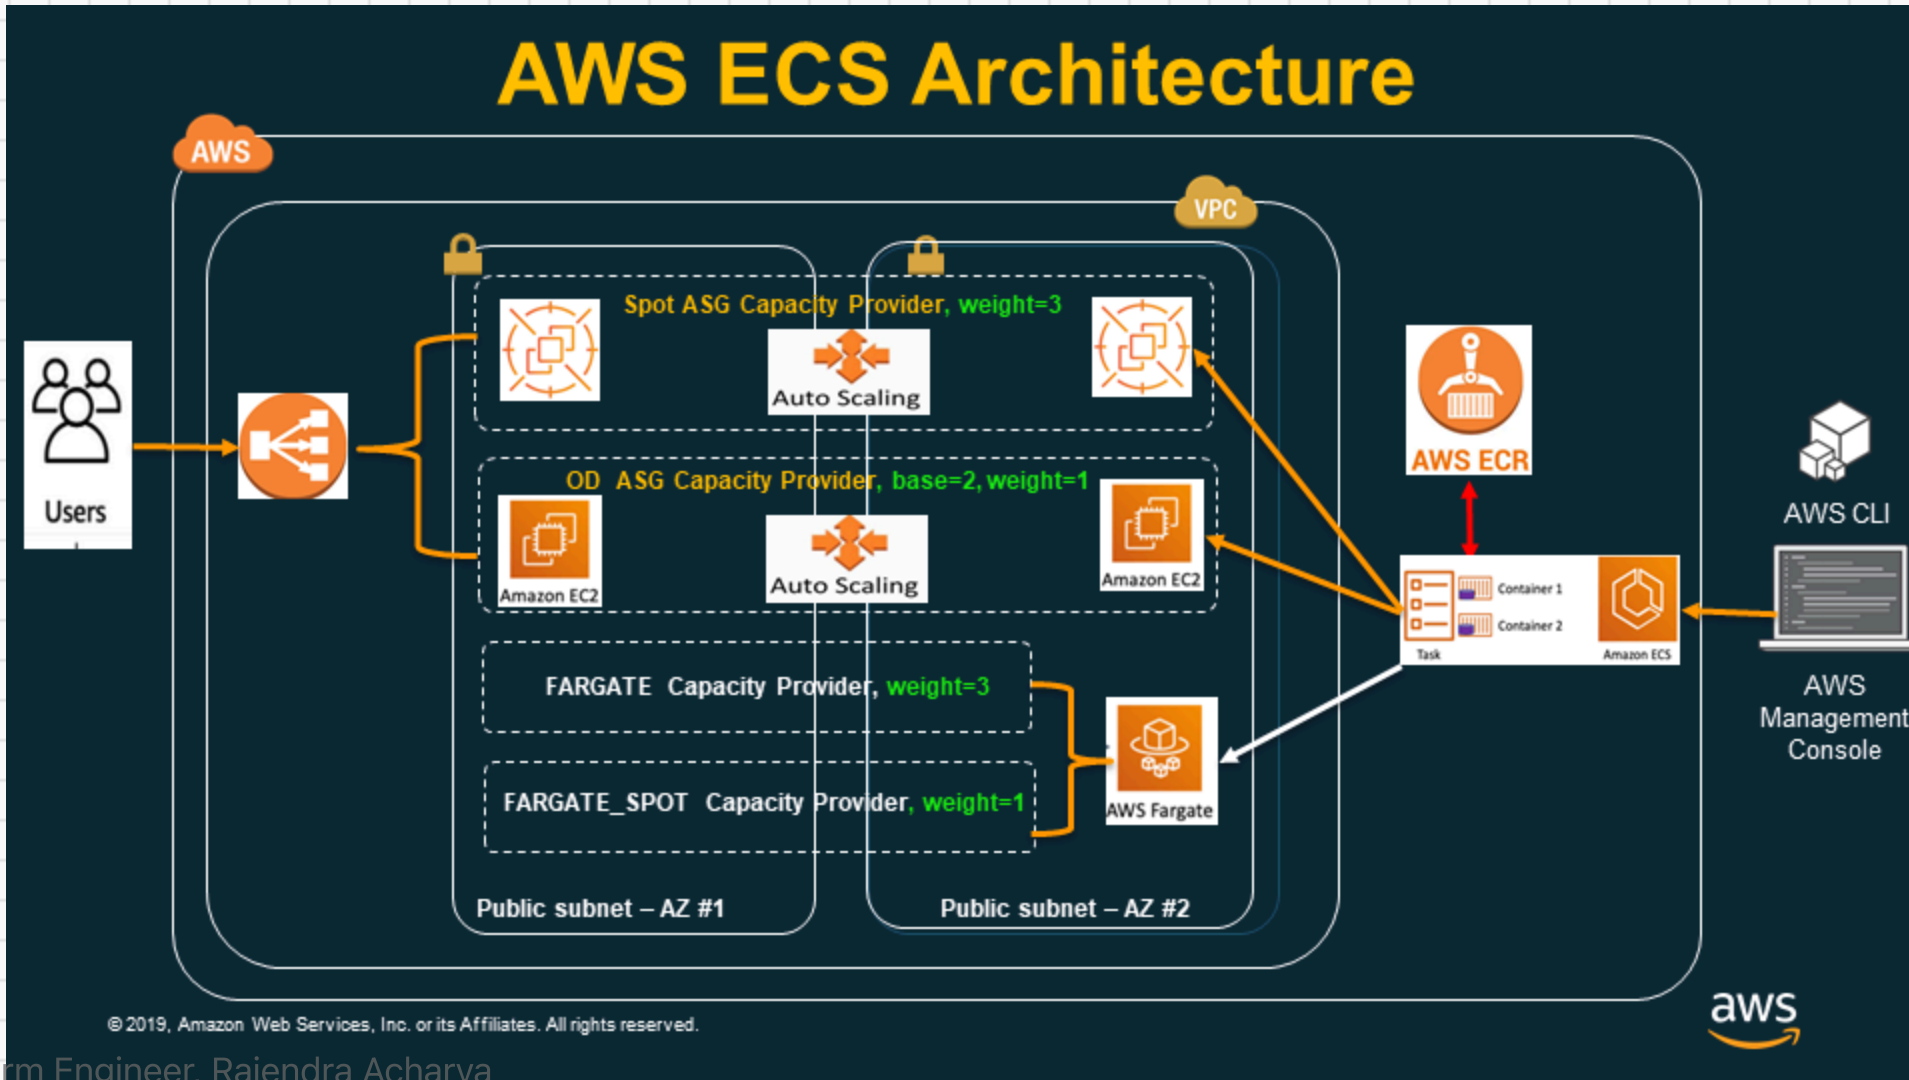 AWS ECS Architecture
AWS
VPC
Spot ASG Capacity Provider, weight=3
Auto Scaling
OD ASG Capacity Provider, base=2, weight=1
Amazon EC2
Auto Scaling
Amazon EC2
FARGATE Capacity Provider, weight=3
FARGATE_SPOT Capacity Provider, weight=1
AWS Fargate
Public subnet – AZ #1
Public subnet – AZ #2
Users
AWS ECR
Container 1
Container 2
Task
Amazon ECS
AWS CLI
AWS
Management
Console
© 2019, Amazon Web Services, Inc. or its Affiliates. All rights reserved.
aws
rm Engineer, Rajendra Acharya